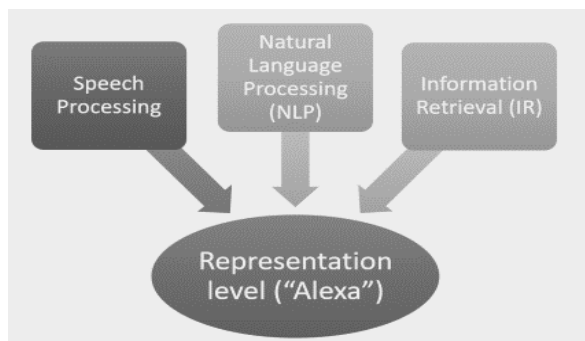 Speech
Processing
Natural
Language
Processing
(NLP)
Information
Retrieval (IR)
Representation
level (“Alexa”)